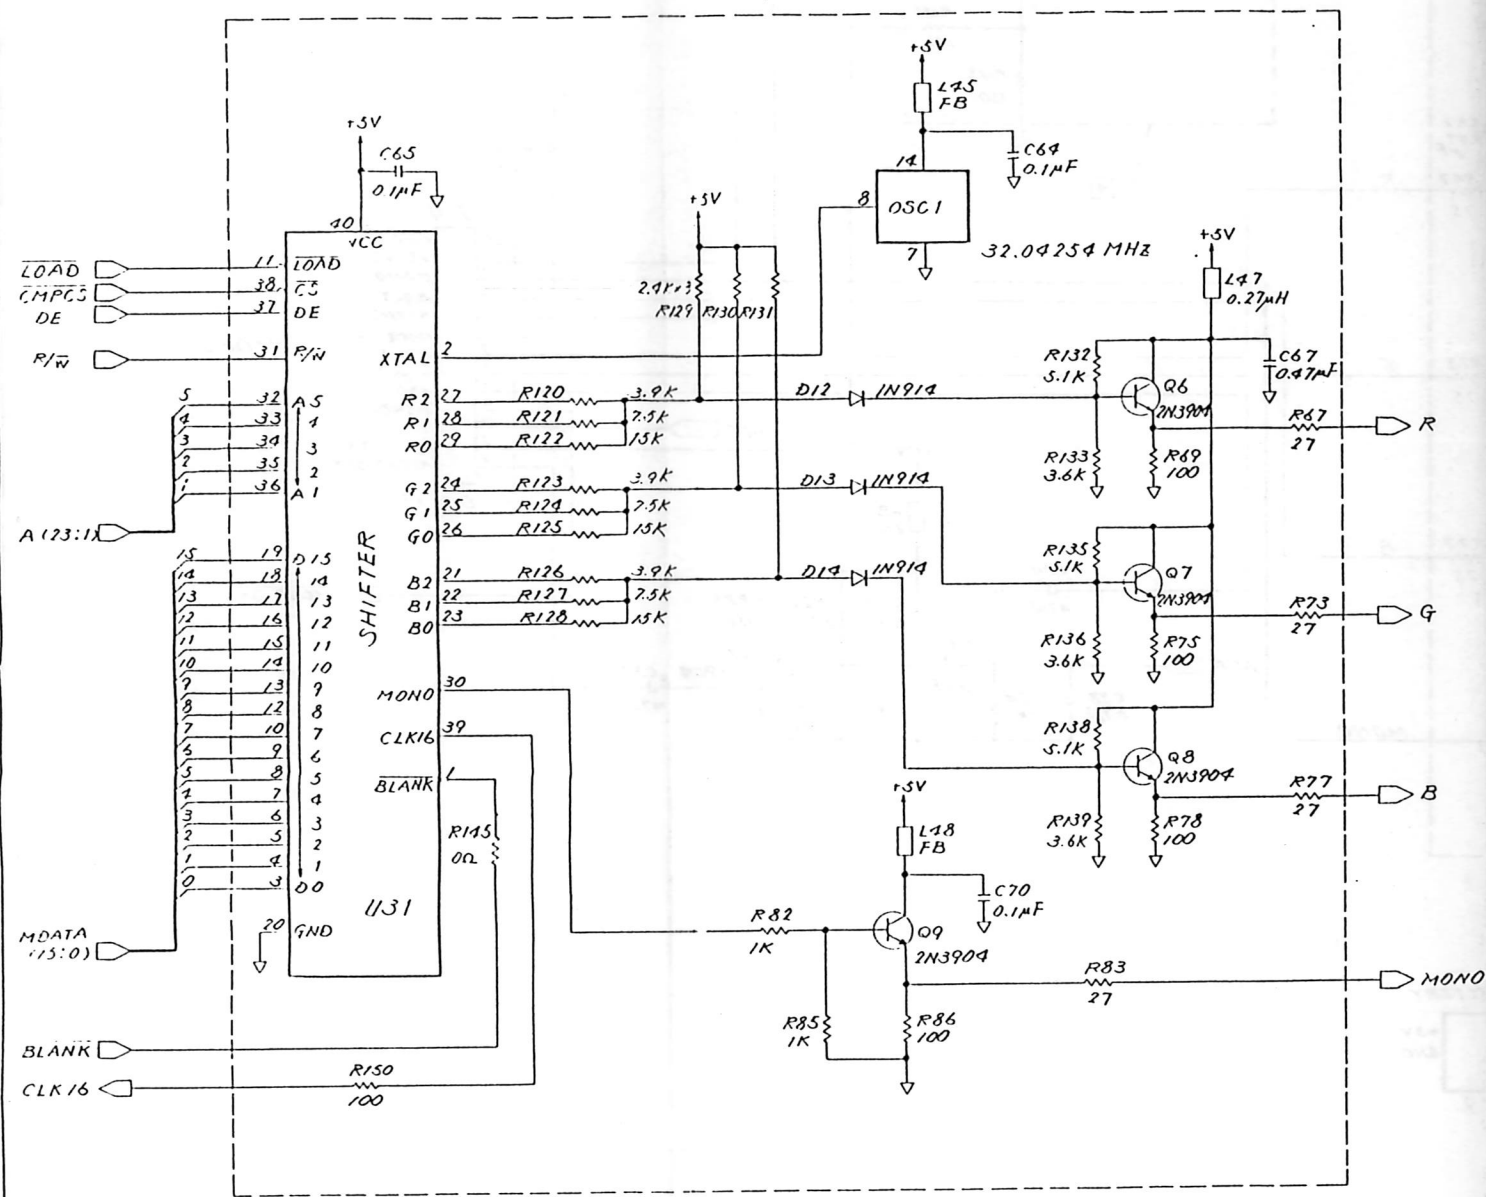 +5V
L45
FB
14
C64
0.1µF
8
OSC1
7
32.04254 MHZ
+5V
C65
0.1µF
40
VCC
+5V
2.4K×3
R129 R130 R131
+5V
L47
0.27µH
C67
0.47µF
LOAD
11
LOAD
CMPCS
38
CS
DE
37
DE
R/W
31
R/W
XTAL
2
5
32
A5
4
33
4
3
34
3
2
35
2
1
36
A1
A(23:1)
R2
27
R120
3.9K
R1
28
R121
7.5K
R0
29
R122
15K
G2
24
R123
3.9K
G1
25
R124
7.5K
G0
26
R125
15K
B2
21
R126
3.9K
B1
22
R127
7.5K
B0
23
R128
15K
D12
1N914
D13
1N914
D14
1N914
R132
5.1K
Q6
2N3904
R133
3.6K
R69
100
R67
27
R
R135
5.1K
Q7
2N3904
R136
3.6K
R75
100
R73
27
G
R138
5.1K
Q8
2N3904
R139
3.6K
R78
100
R77
27
B
15
19
D15
14
18
14
13
17
13
12
16
12
11
15
11
10
14
10
9
13
9
8
12
8
7
10
7
6
9
6
5
8
5
4
7
4
3
6
3
2
5
2
1
4
1
0
3
D0
SHIFTER
U31
20
GND
MDATA
(15:0)
MONO
30
CLK16
39
BLANK
1
R145
0Ω
+5V
L48
FB
C70
0.1µF
R82
1K
Q9
2N3904
R85
1K
R86
100
R83
27
MONO
BLANK
CLK16
R150
100